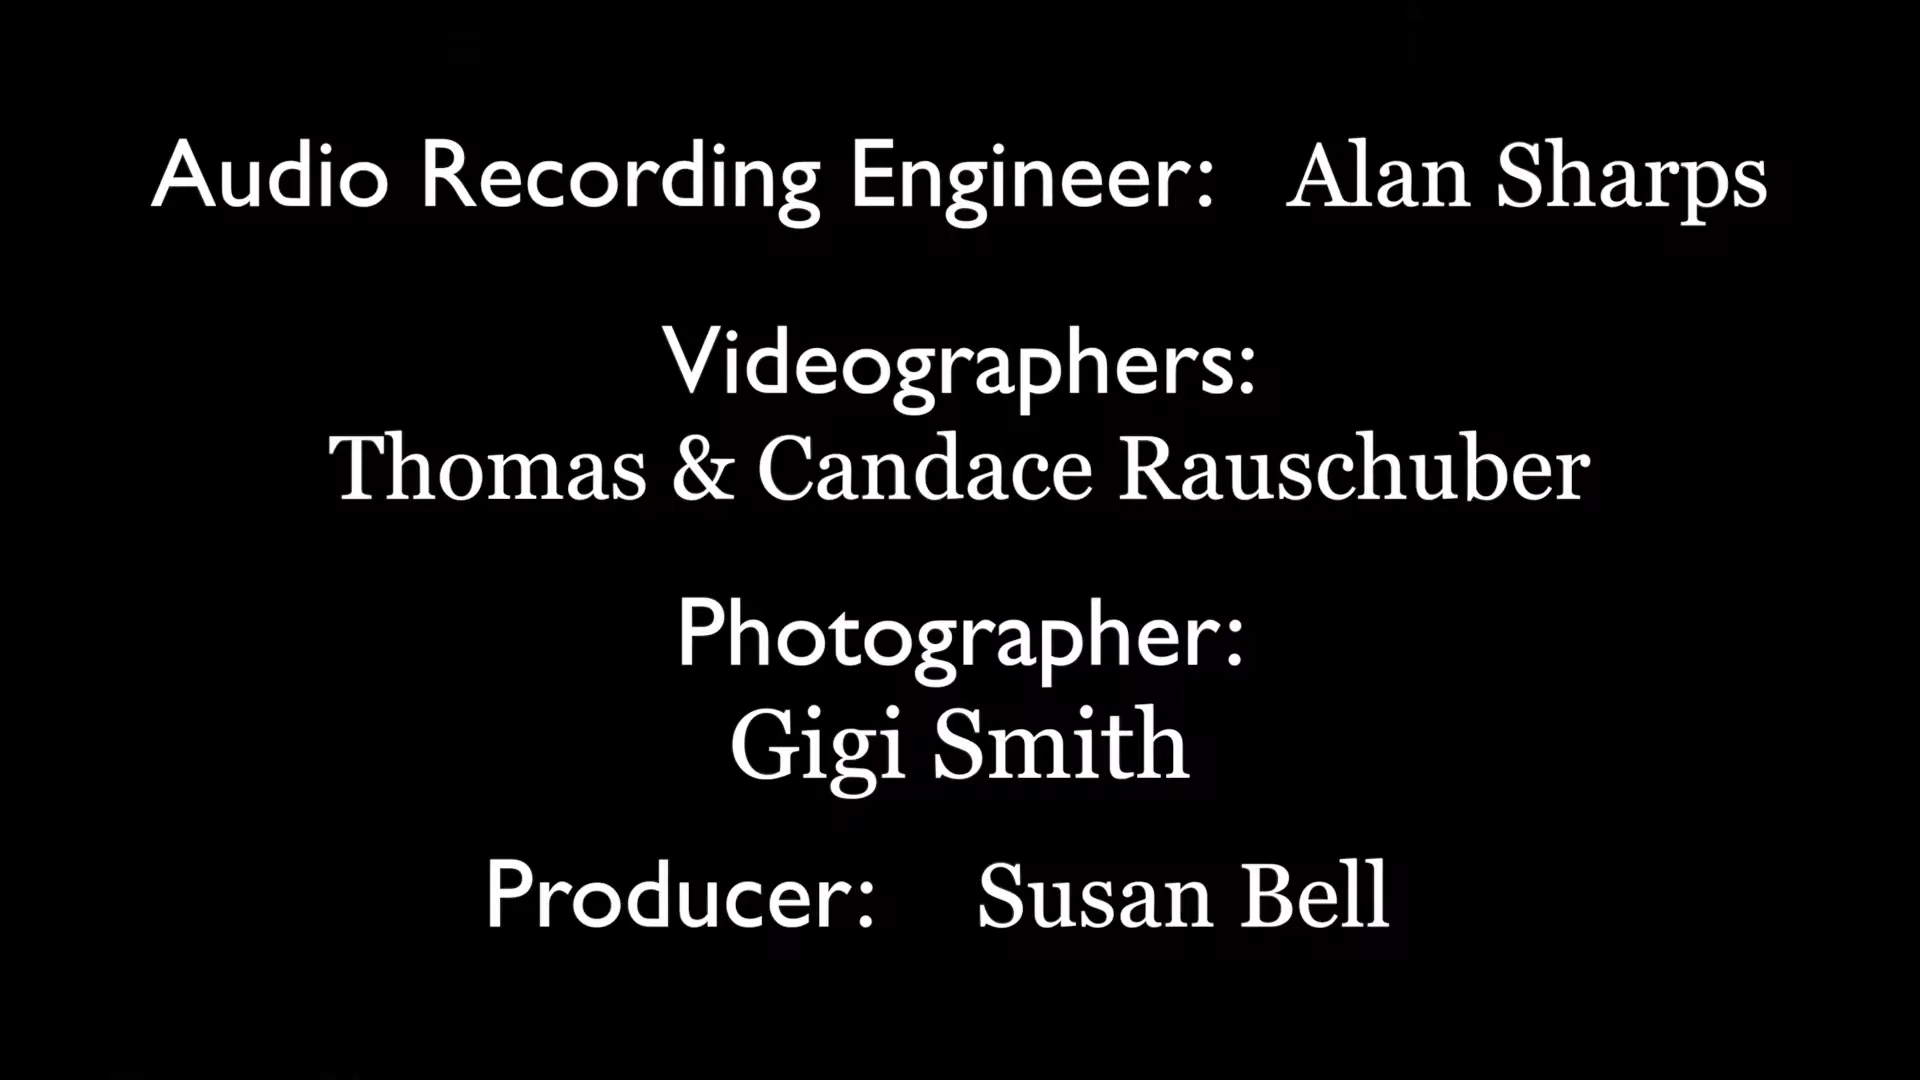 Audio Recording Engineer: Alan Sharps
Videographers:
Thomas & Candace Rauschuber
Photographer:
Gigi Smith
Producer: Susan Bell